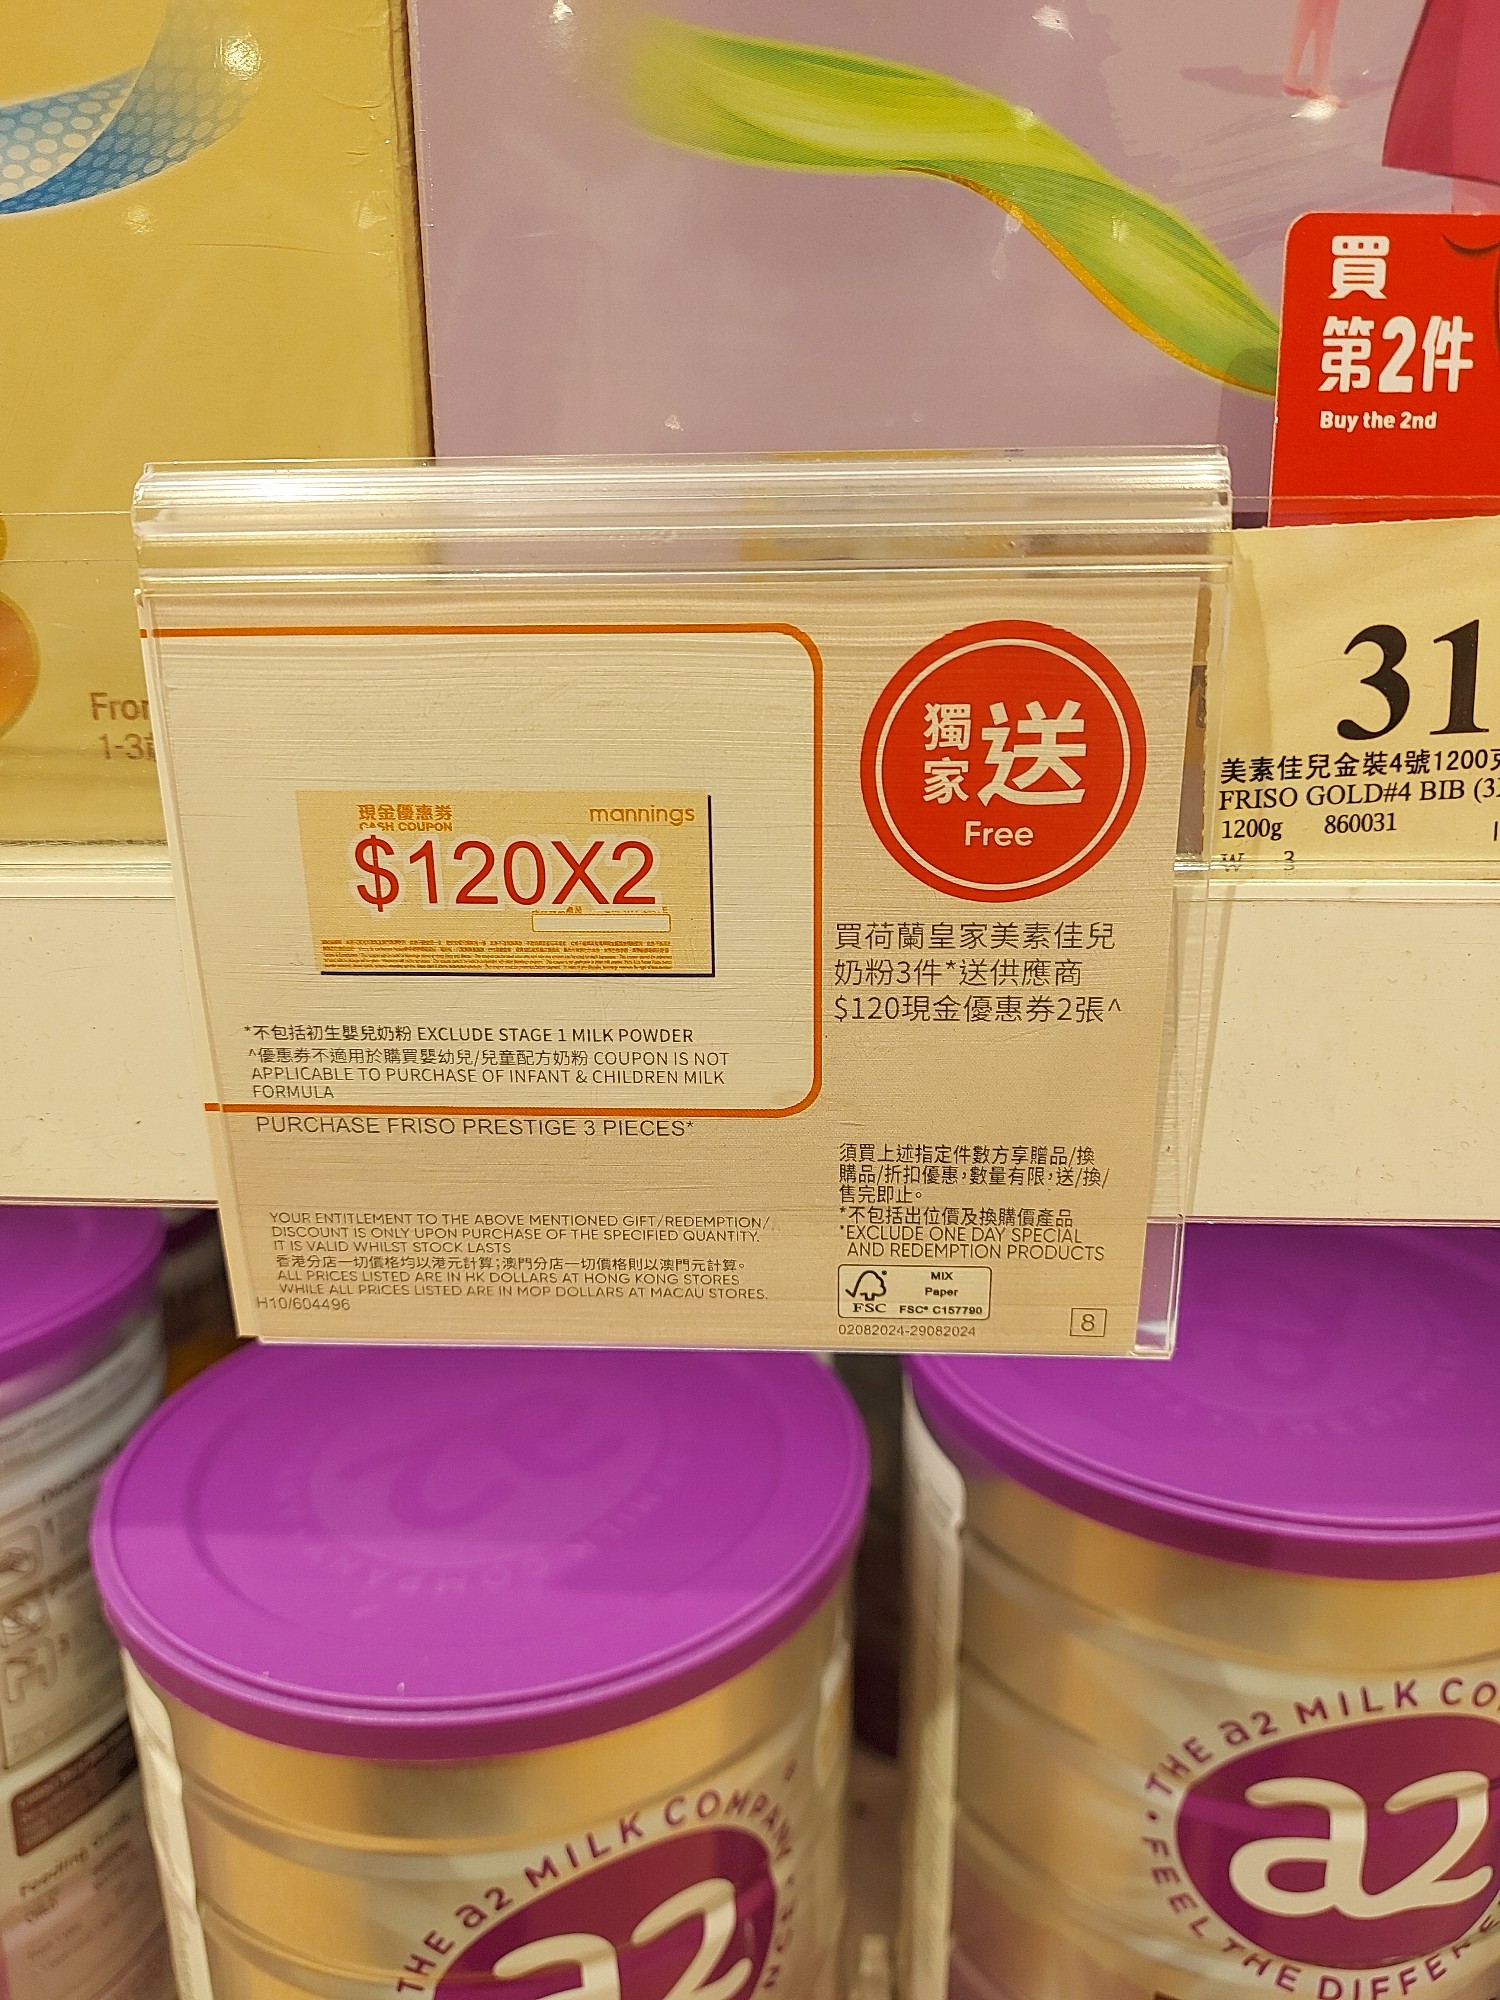 買
第2件
Buy the 2nd
31
美素佳兒金裝4號1200克
FRISO GOLD#4 BIB
1200g 860031
W 3
1-3
獨家送
Free
現金優惠券
CASH COUPON
mannings
$120X2
買荷蘭皇家美素佳兒
奶粉3件*送供應商
$120現金優惠券2張^
*不包括初生嬰兒奶粉 EXCLUDE STAGE 1 MILK POWDER
^優惠券不適用於購買嬰幼兒/兒童配方奶粉 COUPON IS NOT
APPLICABLE TO PURCHASE OF INFANT & CHILDREN MILK
FORMULA
PURCHASE FRISO PRESTIGE 3 PIECES*
須買上述指定件數方享贈品/換
購品/折扣優惠，數量有限，送/換/
售完即止。
*不包括出位價及換購價產品
*EXCLUDE ONE DAY SPECIAL
AND REDEMPTION PRODUCTS
YOUR ENTITLEMENT TO THE ABOVE MENTIONED GIFT/REDEMPTION/
DISCOUNT IS ONLY UPON PURCHASE OF THE SPECIFIED QUANTITY.
IT IS VALID WHILST STOCK LASTS
香港分店一切價格均以港元計算；澳門分店一切價格則以澳門元計算。
ALL PRICES LISTED ARE IN HK DOLLARS AT HONG KONG STORES
WHILE ALL PRICES LISTED ARE IN MOP DOLLARS AT MACAU STORES.
H10/604496
FSC
MIX
Paper
FSC® C157790
02082024-29082024
8
THE a2 MILK COMPANY
a2
THE a2 MILK CO
a2
FEEL THE DIFFE
Feeding